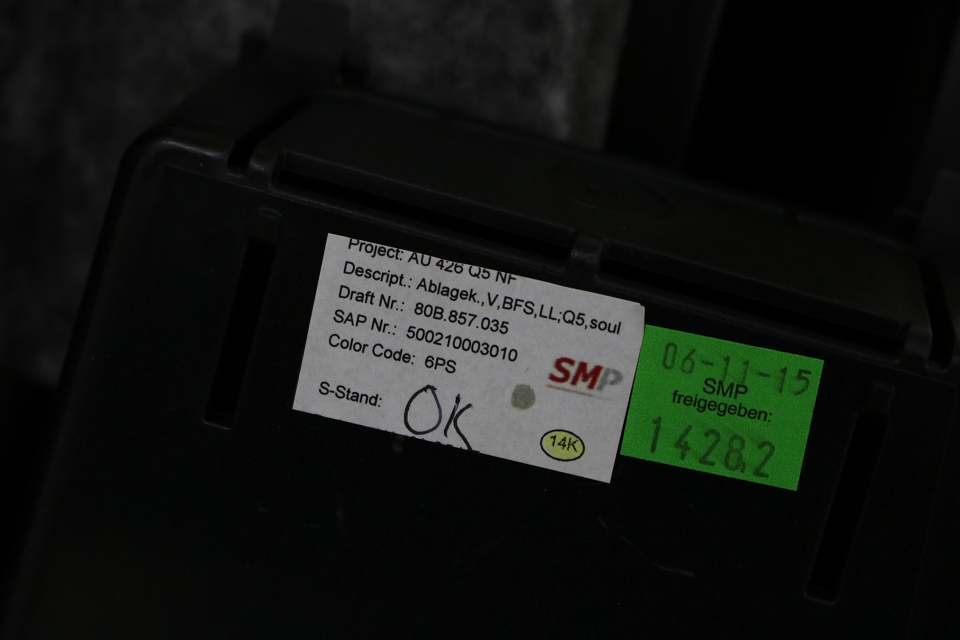 Project: AU 426 Q5 NF
Descript.: Ablagek.,V,BFS,LL;Q5,soul
Draft Nr.: 80B.857.035
SAP Nr.: 500210003010
Color Code: 6PS
SMP
S-Stand: OK
14K
06-11-15
SMP
freigegeben:
1428,2